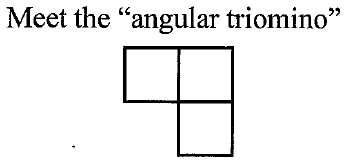 Meet the “angular triomino”